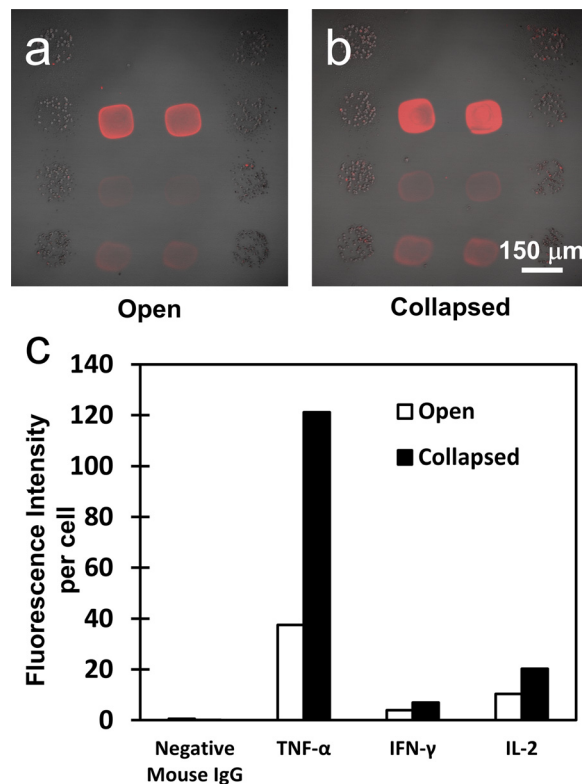 a
b
150 μm
Open
Collapsed
c
140
120
100
80
60
40
20
0
Fluorescence Intensity
per cell
Open
Collapsed
Negative
Mouse IgG
TNF-α
IFN-γ
IL-2